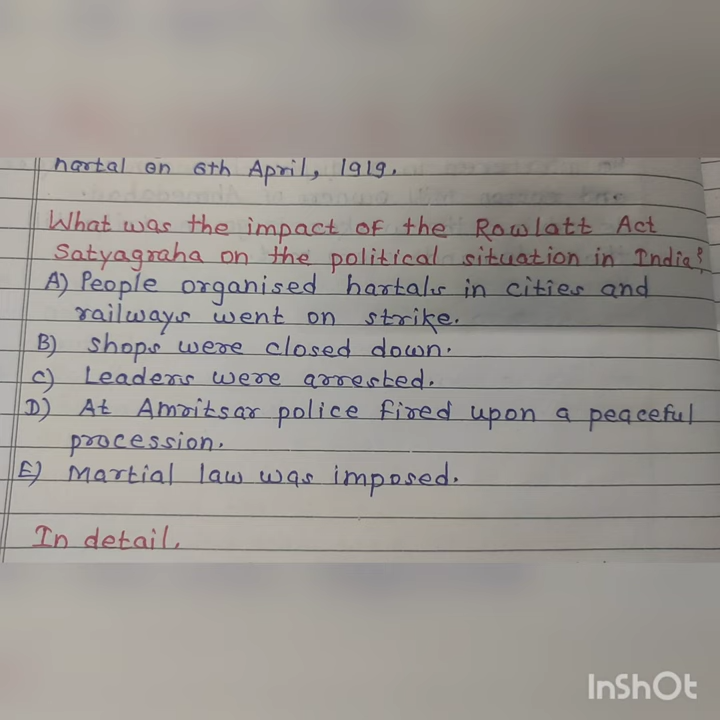 hartal on 6th April, 1919.
What was the impact of the Rowlatt Act
Satyagraha on the political situation in India?
A) People organised hartals in cities and
railways went on strike.
B) Shops were closed down.
C) Leaders were arrested.
D) At Amritsar police fired upon a peaceful
procession.
E) Martial law was imposed.
In detail.
InShOt